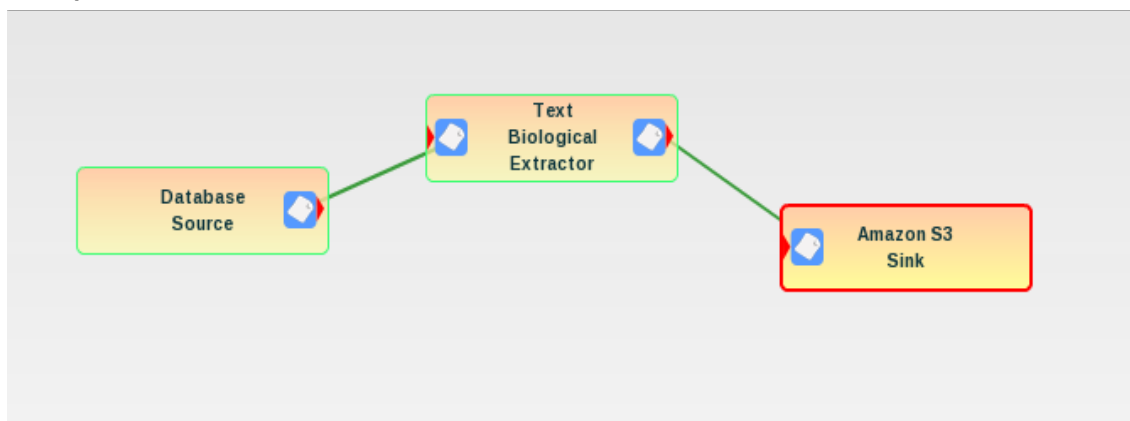 Database
Source
Text
Biological
Extractor
Amazon S3
Sink